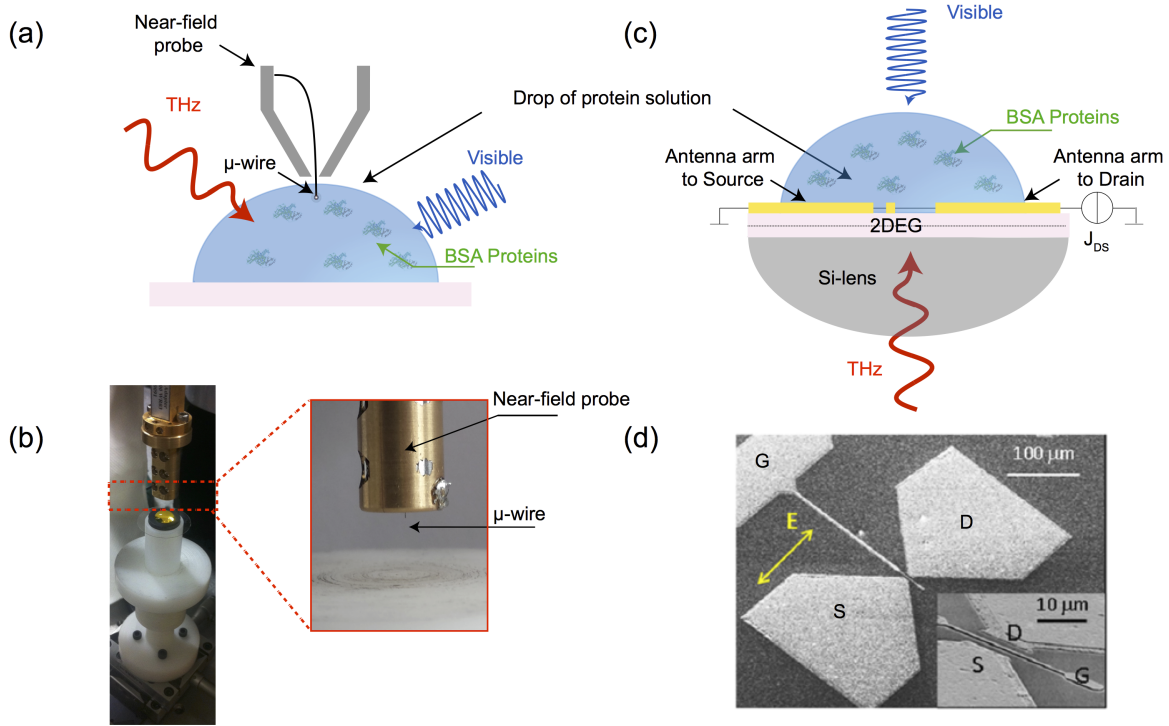 (a)
Near-field
probe
THz
μ-wire
Drop of protein solution
Visible
BSA Proteins
(c)
Visible
BSA Proteins
Antenna arm
to Source
Antenna arm
to Drain
2DEG
J_DS
Si-lens
THz
(b)
Near-field probe
μ-wire
(d)
100 μm
G
D
E
S
10 μm
D
S
G